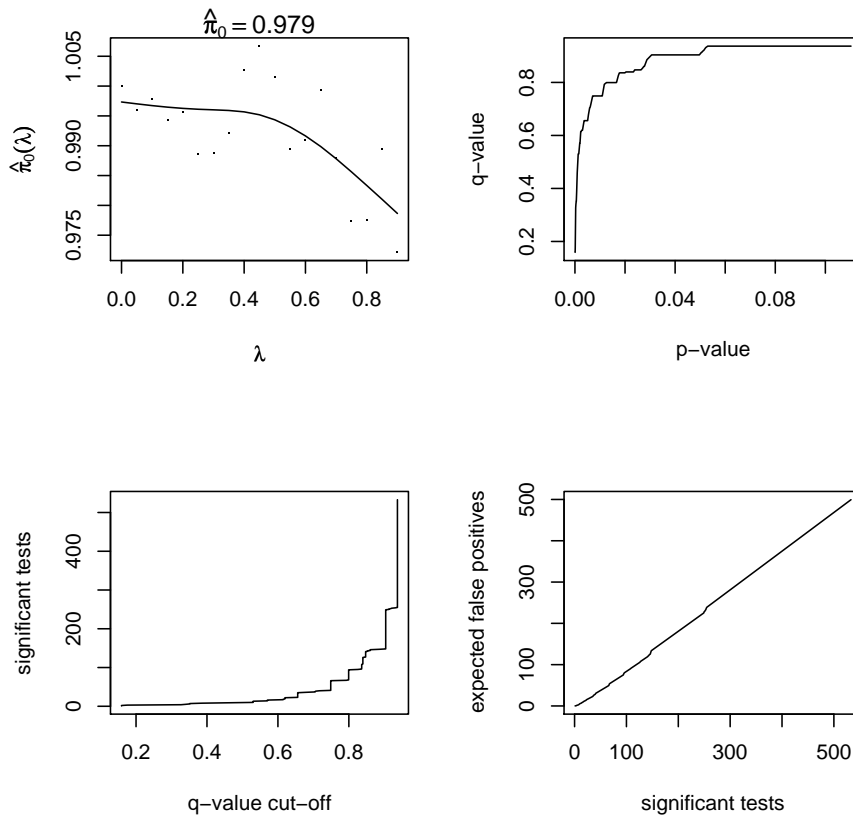 π̂₀ = 0.979
π̂₀(λ)
1.005
0.990
0.975
0.0 0.2 0.4 0.6 0.8
λ
q−value
0.8
0.6
0.4
0.2
0.00 0.04 0.08
p−value
significant tests
400
200
0
0.2 0.4 0.6 0.8
q−value cut−off
expected false positives
500
300
100
0
0 100 300 500
significant tests